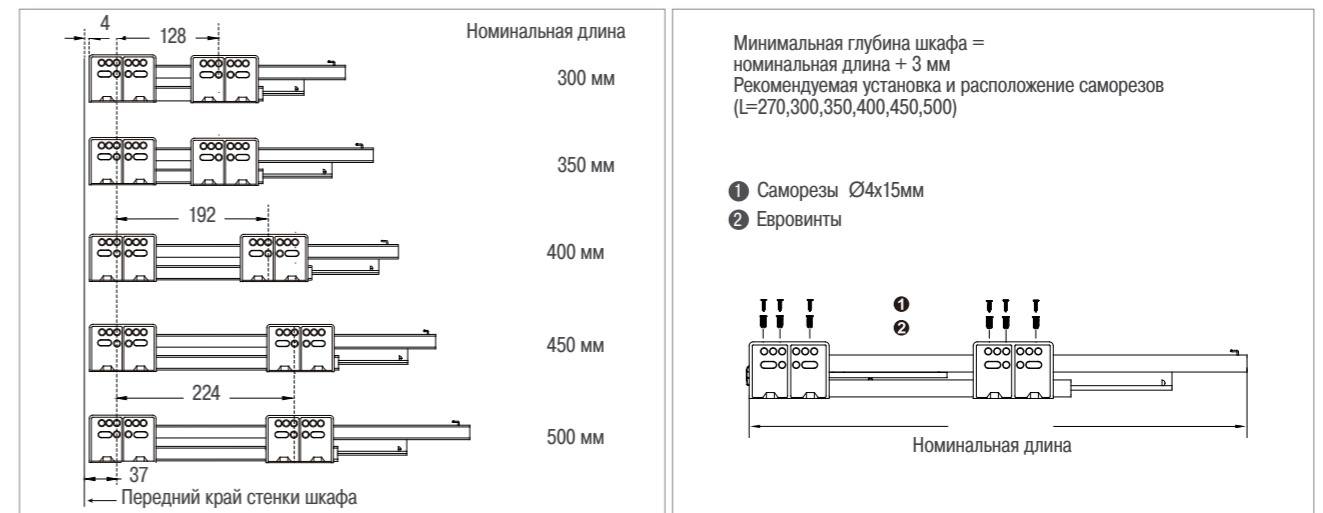 4
128
Номинальная длина
300 мм
350 мм
192
400 мм
450 мм
224
500 мм
37
Передний край стенки шкафа
Минимальная глубина шкафа =
номинальная длина + 3 мм
Рекомендуемая установка и расположение саморезов
(L=270,300,350,400,450,500)
1 Саморезы Ø4x15мм
2 Евровинты
1
2
Номинальная длина